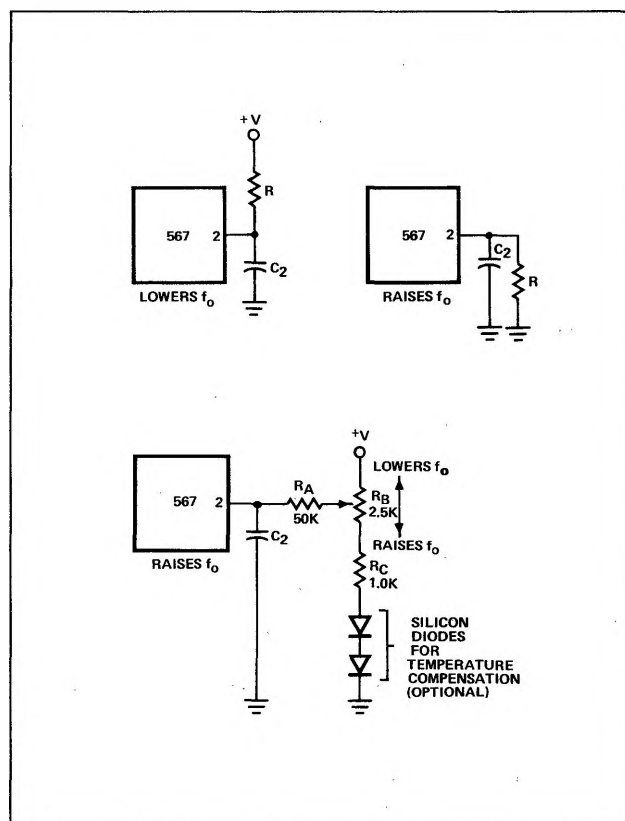 +V
R
567 2
C2
LOWERS fo
567 2
C2
R
RAISES fo
+V
LOWERS fo
RA
50K
RB
2.5K
567 2
C2
RAISES fo
RAISES fo
RC
1.0K
SILICON
DIODES
FOR
TEMPERATURE
COMPENSATION
(OPTIONAL)